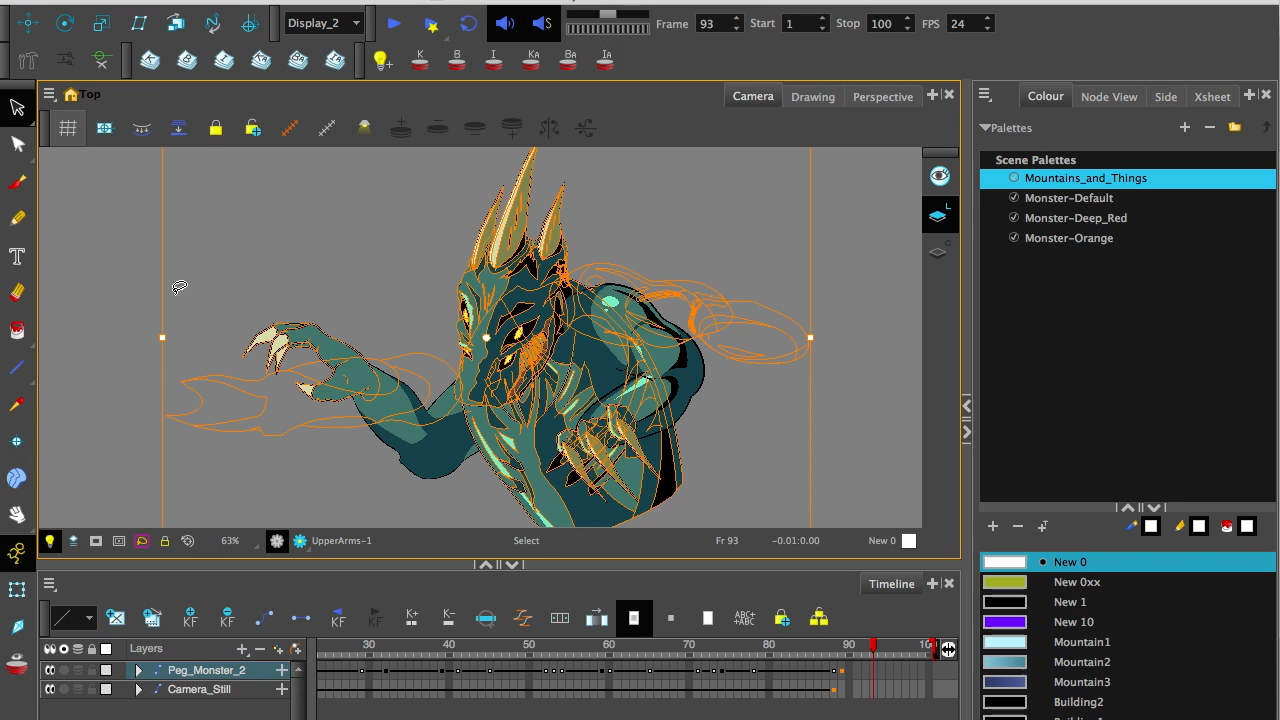 Display_2 Frame 93 Start 1 Stop 100 FPS 24
K B I KA BA IA
Top Camera Drawing Perspective
Colour Node View Side Xsheet
Palettes
Scene Palettes
Mountains_and_Things
Monster-Default
Monster-Deep_Red
Monster-Orange
L
C
T
63% UpperArms-1 Select Fr 93 -0.01:0.00 New 0
New 0
New 0xx
New 1
New 10
Mountain1
Mountain2
Mountain3
Building2
Timeline
KF KF KF KF K+ K- ABC+
Layers 30 40 50 60 70 80 90
Peg_Monster_2
Camera_Still